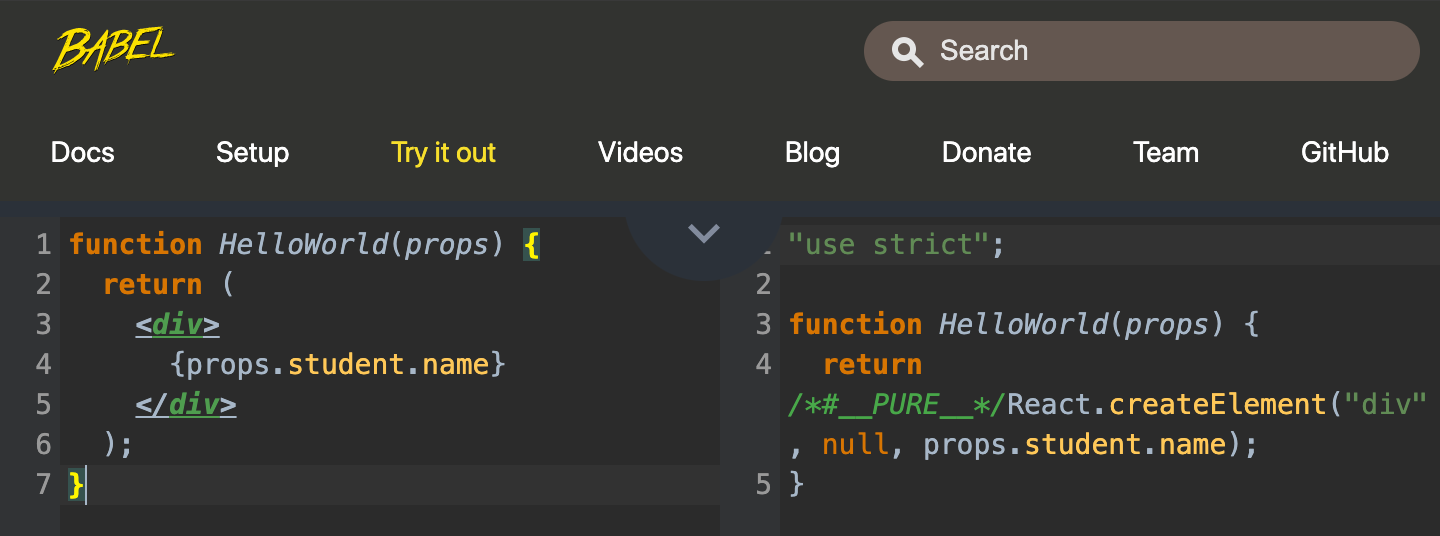 BABEL
Search
Docs Setup Try it out Videos Blog Donate Team GitHub
1 function HelloWorld(props) {
2 return (
3 <div>
4 {props.student.name}
5 </div>
6 );
7 }
"use strict";
2
3 function HelloWorld(props) {
4 return
/*#__PURE__*/React.createElement("div"
, null, props.student.name);
5 }